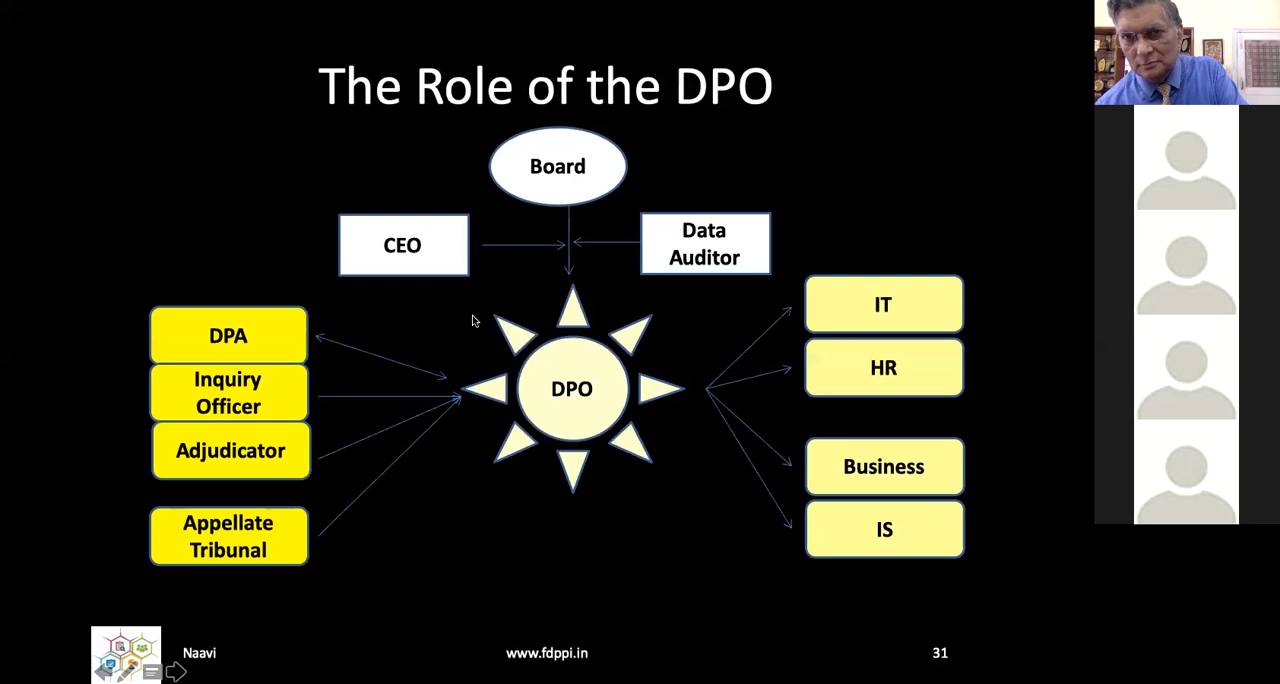 The Role of the DPO
Board
CEO
Data
Auditor
DPA
Inquiry
Officer
Adjudicator
Appellate
Tribunal
DPO
IT
HR
Business
IS
Naavi
www.fdppi.in
31